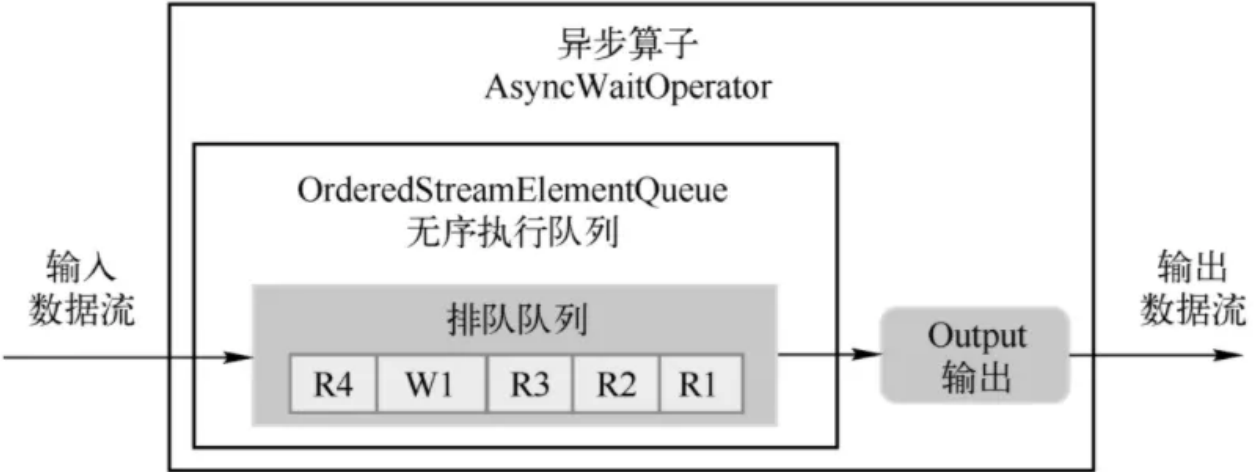 异步算子
AsyncWaitOperator
OrderedStreamElementQueue
无序执行队列
输入
数据流
排队队列
R4 W1 R3 R2 R1
Output
输出
输出
数据流